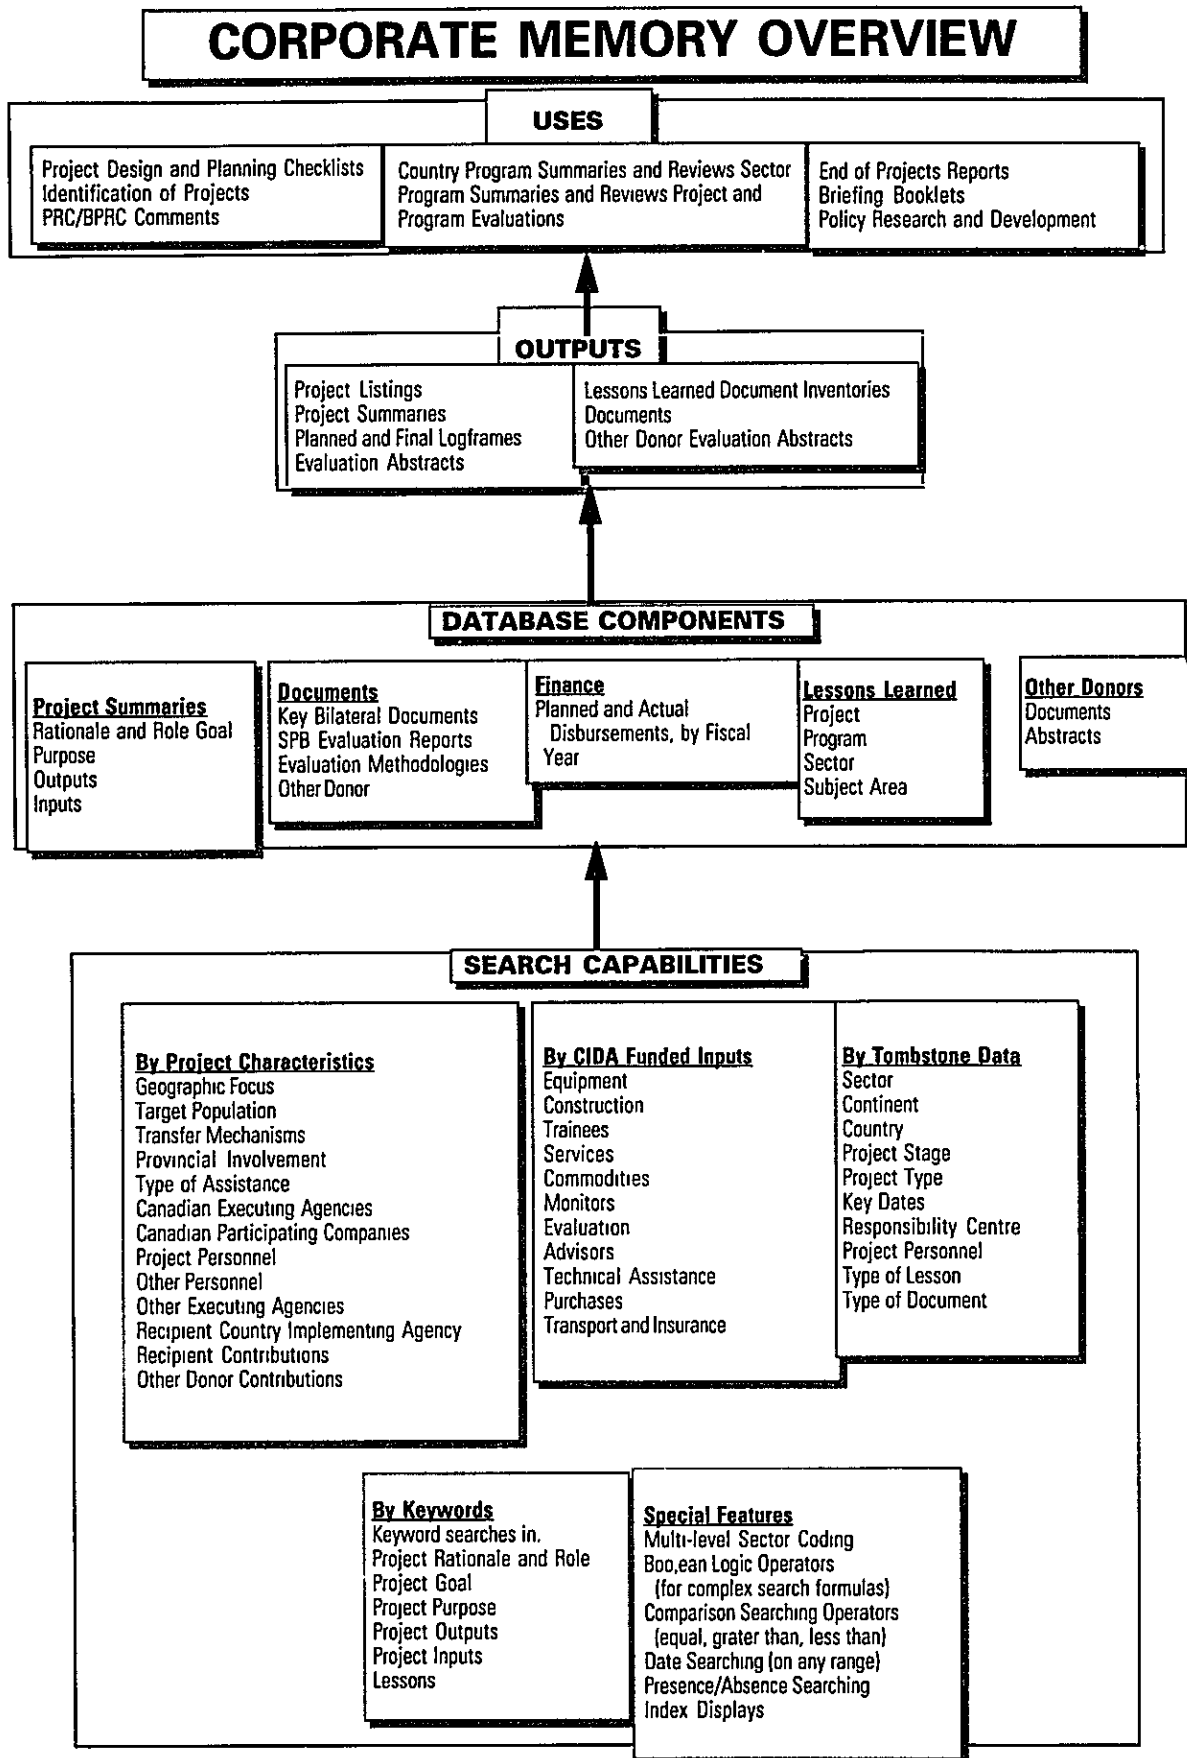 CORPORATE MEMORY OVERVIEW
USES
Project Design and Planning Checklists
Identification of Projects
PRC/BPRC Comments
Country Program Summaries and Reviews Sector
Program Summaries and Reviews Project and
Program Evaluations
End of Projects Reports
Briefing Booklets
Policy Research and Development
OUTPUTS
Project Listings
Project Summaries
Planned and Final Logframes
Evaluation Abstracts
Lessons Learned Document Inventories
Documents
Other Donor Evaluation Abstracts
DATABASE COMPONENTS
Project Summaries
Rationale and Role Goal
Purpose
Outputs
Inputs
Documents
Key Bilateral Documents
SPB Evaluation Reports
Evaluation Methodologies
Other Donor
Finance
Planned and Actual
Disbursements, by Fiscal
Year
Lessons Learned
Project
Program
Sector
Subject Area
Other Donors
Documents
Abstracts
SEARCH CAPABILITIES
By Project Characteristics
Geographic Focus
Target Population
Transfer Mechanisms
Provincial Involvement
Type of Assistance
Canadian Executing Agencies
Canadian Participating Companies
Project Personnel
Other Personnel
Other Executing Agencies
Recipient Country Implementing Agency
Recipient Contributions
Other Donor Contributions
By CIDA Funded Inputs
Equipment
Construction
Trainees
Services
Commodities
Monitors
Evaluation
Advisors
Technical Assistance
Purchases
Transport and Insurance
By Tombstone Data
Sector
Continent
Country
Project Stage
Project Type
Key Dates
Responsibility Centre
Project Personnel
Type of Lesson
Type of Document
By Keywords
Keyword searches in.
Project Rationale and Role
Project Goal
Project Purpose
Project Outputs
Project Inputs
Lessons
Special Features
Multi-level Sector Coding
Boo,ean Logic Operators
(for complex search formulas)
Comparison Searching Operators
(equal, grater than, less than)
Date Searching (on any range)
Presence/Absence Searching
Index Displays